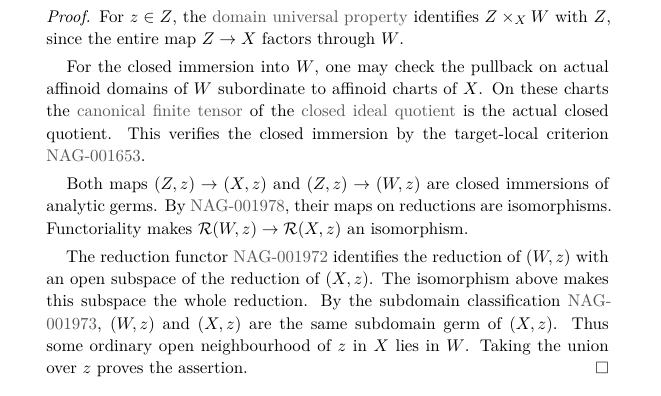 Proof. For z ∈ Z, the domain universal property identifies Z ×_X W with Z,
since the entire map Z → X factors through W.
For the closed immersion into W, one may check the pullback on actual
affinoid domains of W subordinate to affinoid charts of X. On these charts
the canonical finite tensor of the closed ideal quotient is the actual closed
quotient. This verifies the closed immersion by the target-local criterion
NAG-001653.
Both maps (Z, z) → (X, z) and (Z, z) → (W, z) are closed immersions of
analytic germs. By NAG-001978, their maps on reductions are isomorphisms.
Functoriality makes R(W, z) → R(X, z) an isomorphism.
The reduction functor NAG-001972 identifies the reduction of (W, z) with
an open subspace of the reduction of (X, z). The isomorphism above makes
this subspace the whole reduction. By the subdomain classification NAG-
001973, (W, z) and (X, z) are the same subdomain germ of (X, z). Thus
some ordinary open neighbourhood of z in X lies in W. Taking the union
over z proves the assertion. □